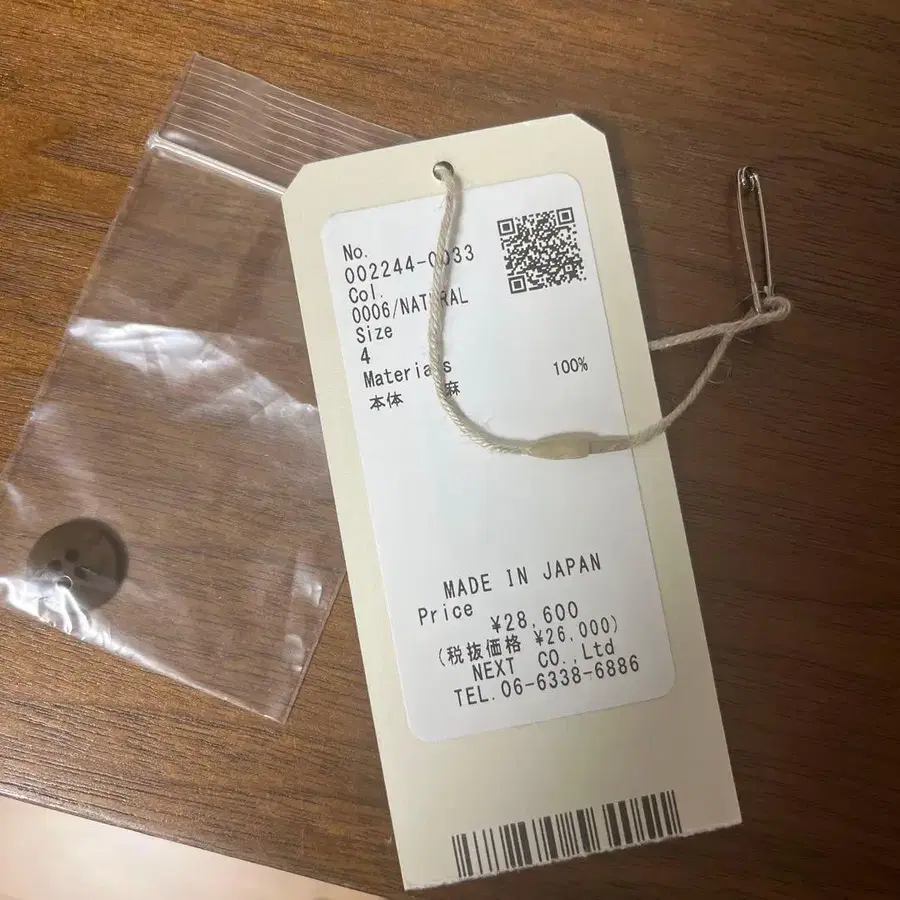 No.
002244-0033
Col.
0006/NATURAL
Size
4
Materials
本体 麻 100%
MADE IN JAPAN
Price
¥28,600
(税抜価格 ¥26,000)
NEXT CO.,Ltd
TEL.06-6338-6886